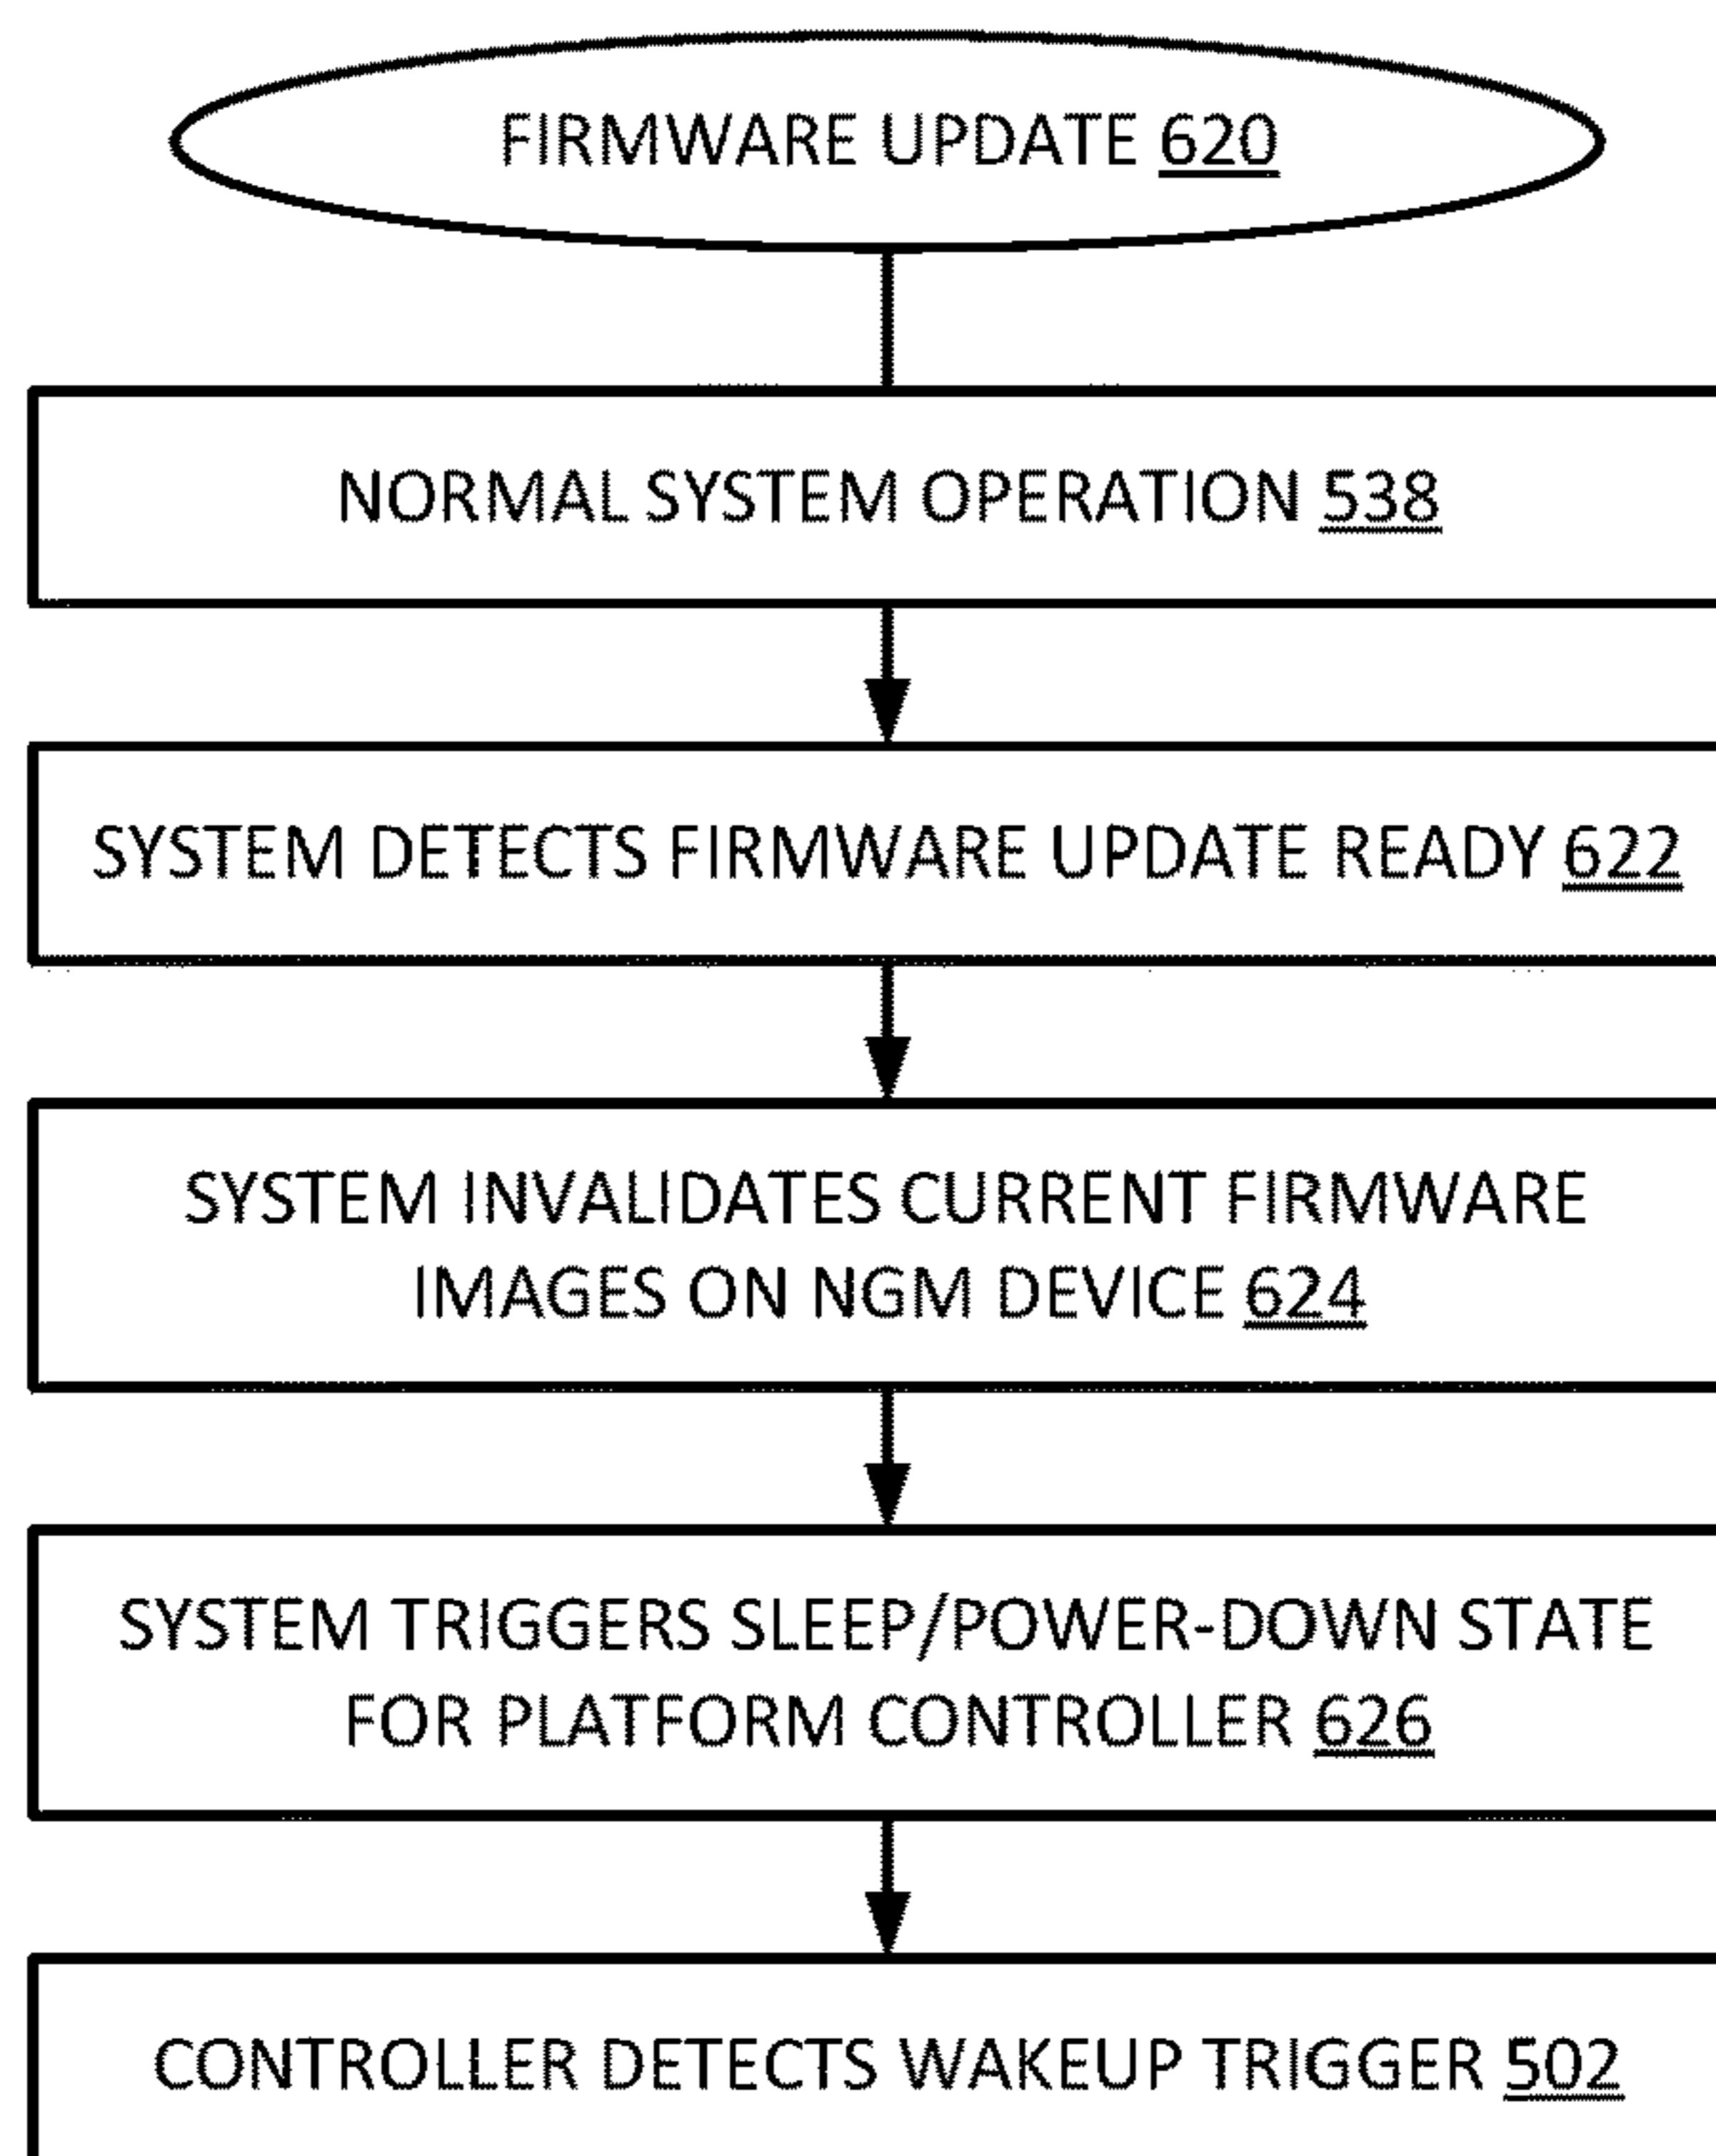 FIRMWARE UPDATE 620
NORMAL SYSTEM OPERATION 538
SYSTEM DETECTS FIRMWARE UPDATE READY 622
SYSTEM INVALIDATES CURRENT FIRMWARE
IMAGES ON NGM DEVICE 624
SYSTEM TRIGGERS SLEEP/POWER-DOWN STATE
FOR PLATFORM CONTROLLER 626
CONTROLLER DETECTS WAKEUP TRIGGER 502